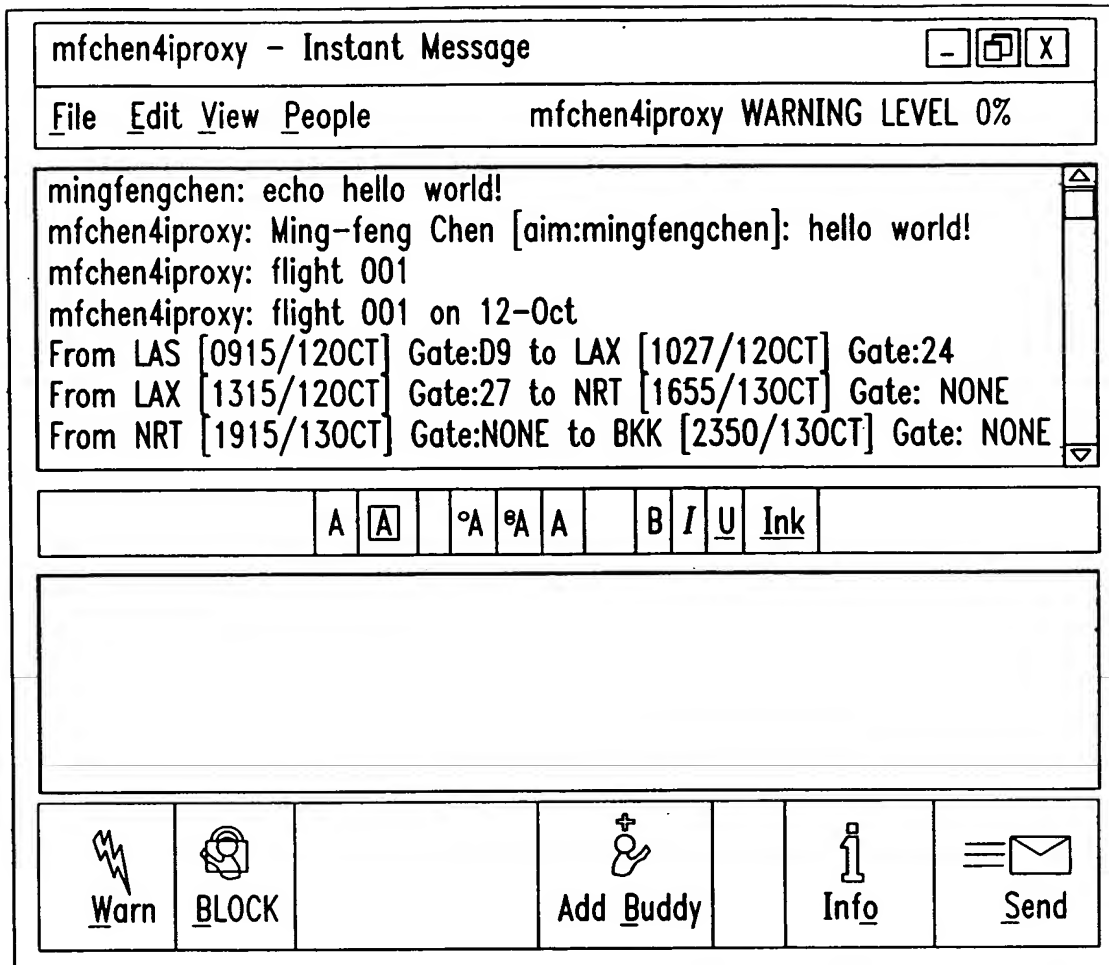 mfchen4iproxy - Instant Message
X
File Edit View People mfchen4iproxy WARNING LEVEL 0%
mingfengchen: echo hello world!
mfchen4iproxy: Ming-feng Chen [aim:mingfengchen]: hello world!
mfchen4iproxy: flight 001
mfchen4iproxy: flight 001 on 12-Oct
From LAS [0915/12OCT] Gate:D9 to LAX [1027/12OCT] Gate:24
From LAX [1315/12OCT] Gate:27 to NRT [1655/13OCT] Gate: NONE
From NRT [1915/13OCT] Gate:NONE to BKK [2350/13OCT] Gate: NONE
A A A A A B I U Ink
Warn BLOCK Add Buddy Info Send